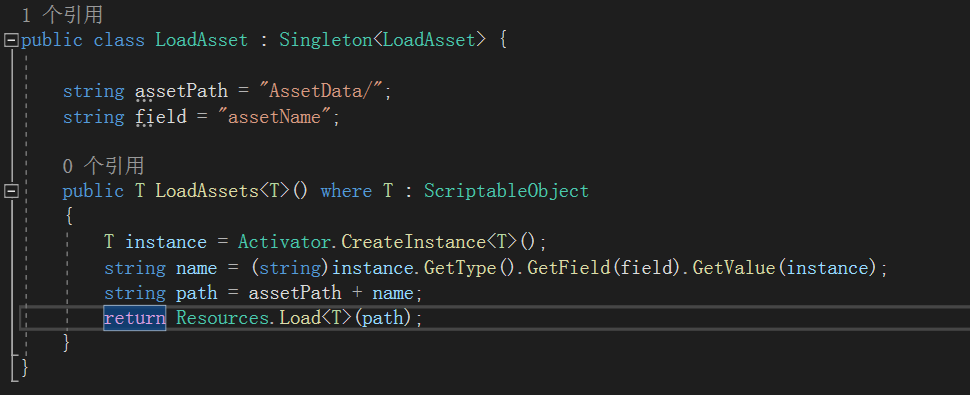 1 个引用
public class LoadAsset : Singleton<LoadAsset> {
string assetPath = "AssetData/";
string field = "assetName";
0 个引用
public T LoadAssets<T>() where T : ScriptableObject
{
T instance = Activator.CreateInstance<T>();
string name = (string)instance.GetType().GetField(field).GetValue(instance);
string path = assetPath + name;
return Resources.Load<T>(path);
}
}